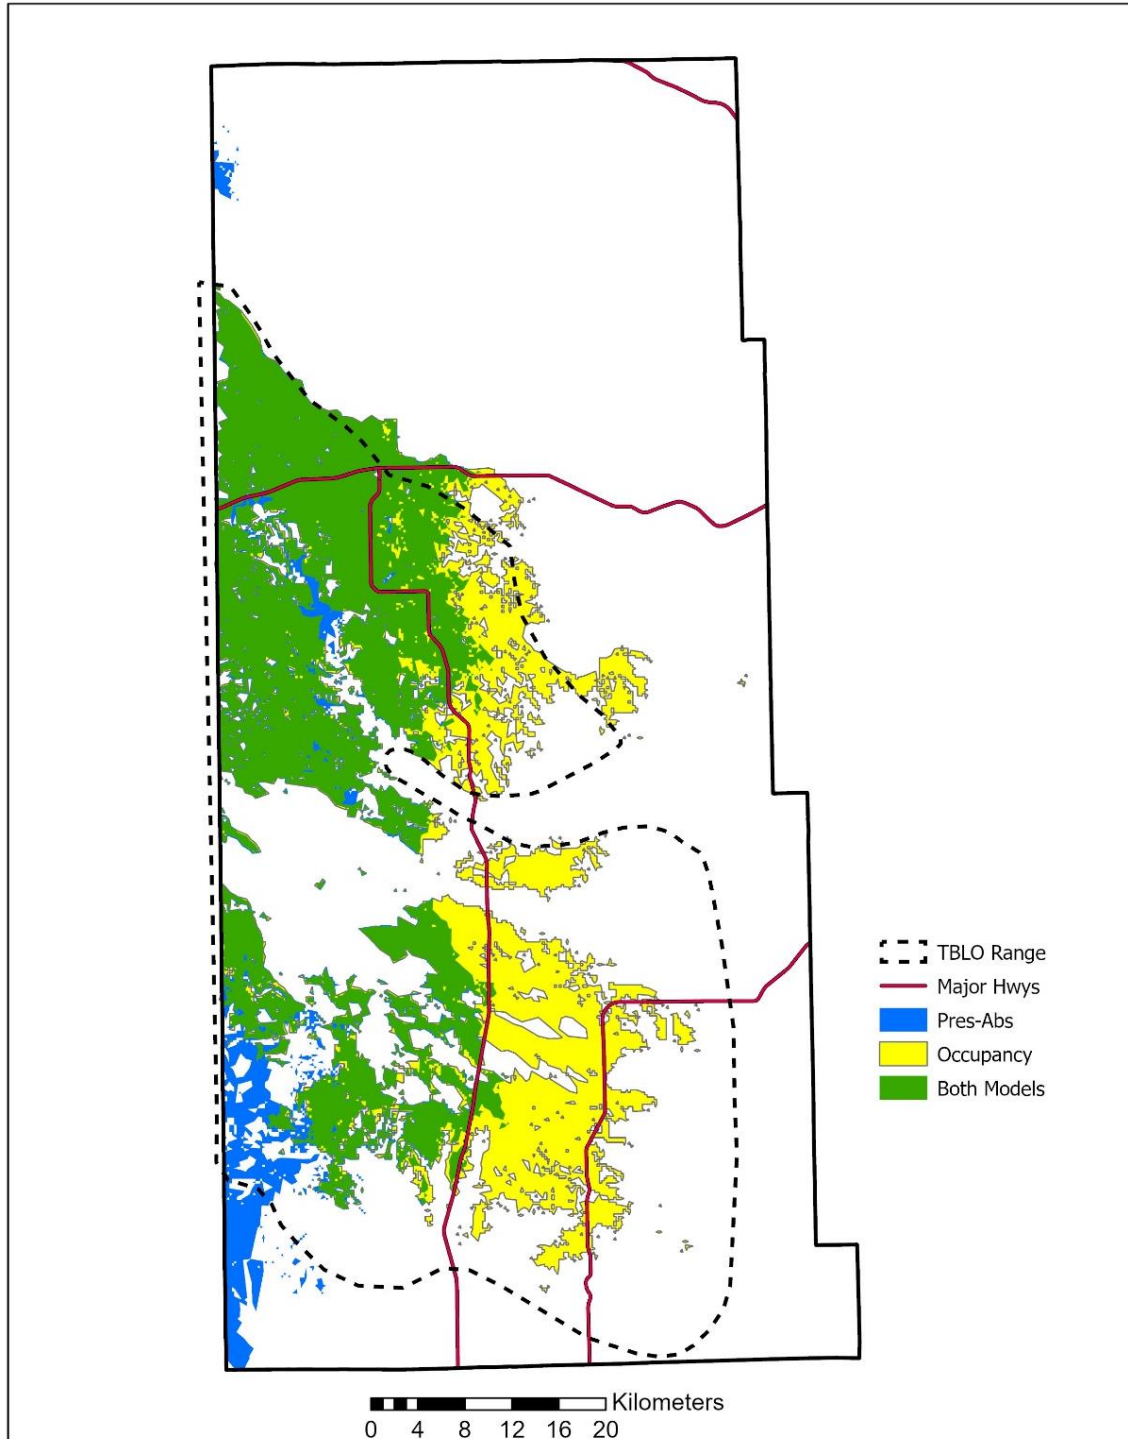 TBLO Range
Major Hwys
Pres-Abs
Occupancy
Both Models
Kilometers
0 4 8 12 16 20